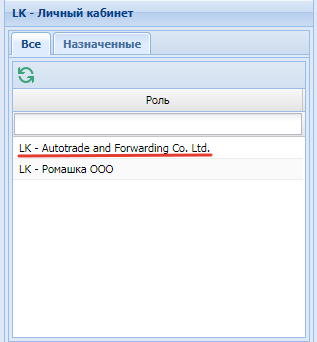 LK - Личный кабинет
Все
Назначенные
Роль
LK - Autotrade and Forwarding Co. Ltd.
LK - Ромашка ООО